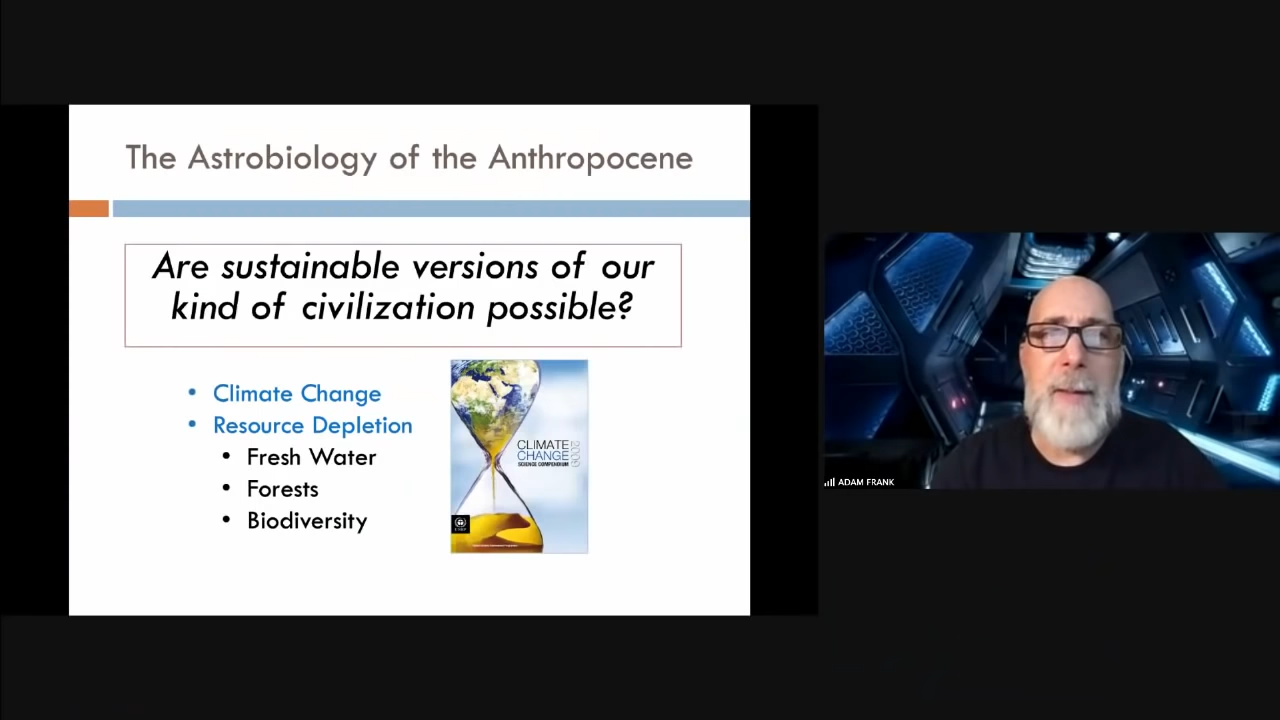 The Astrobiology of the Anthropocene
Are sustainable versions of our
kind of civilization possible?
• Climate Change
• Resource Depletion
• Fresh Water
• Forests
• Biodiversity
CLIMATE
CHANGE
SCIENCE COMPENDIUM
2009
UNEP
ADAM FRANK